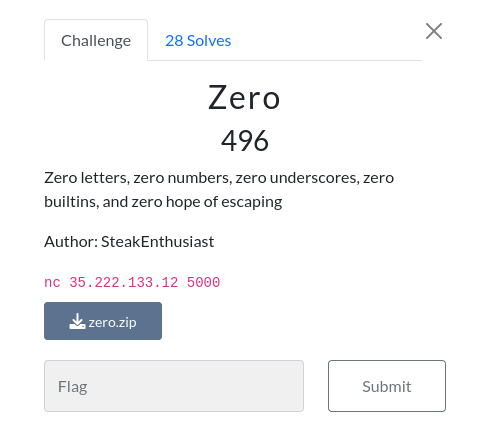 Challenge
28 Solves
Zero
496
Zero letters, zero numbers, zero underscores, zero
builtins, and zero hope of escaping
Author: SteakEnthusiast
nc 35.222.133.12 5000
zero.zip
Flag
Submit